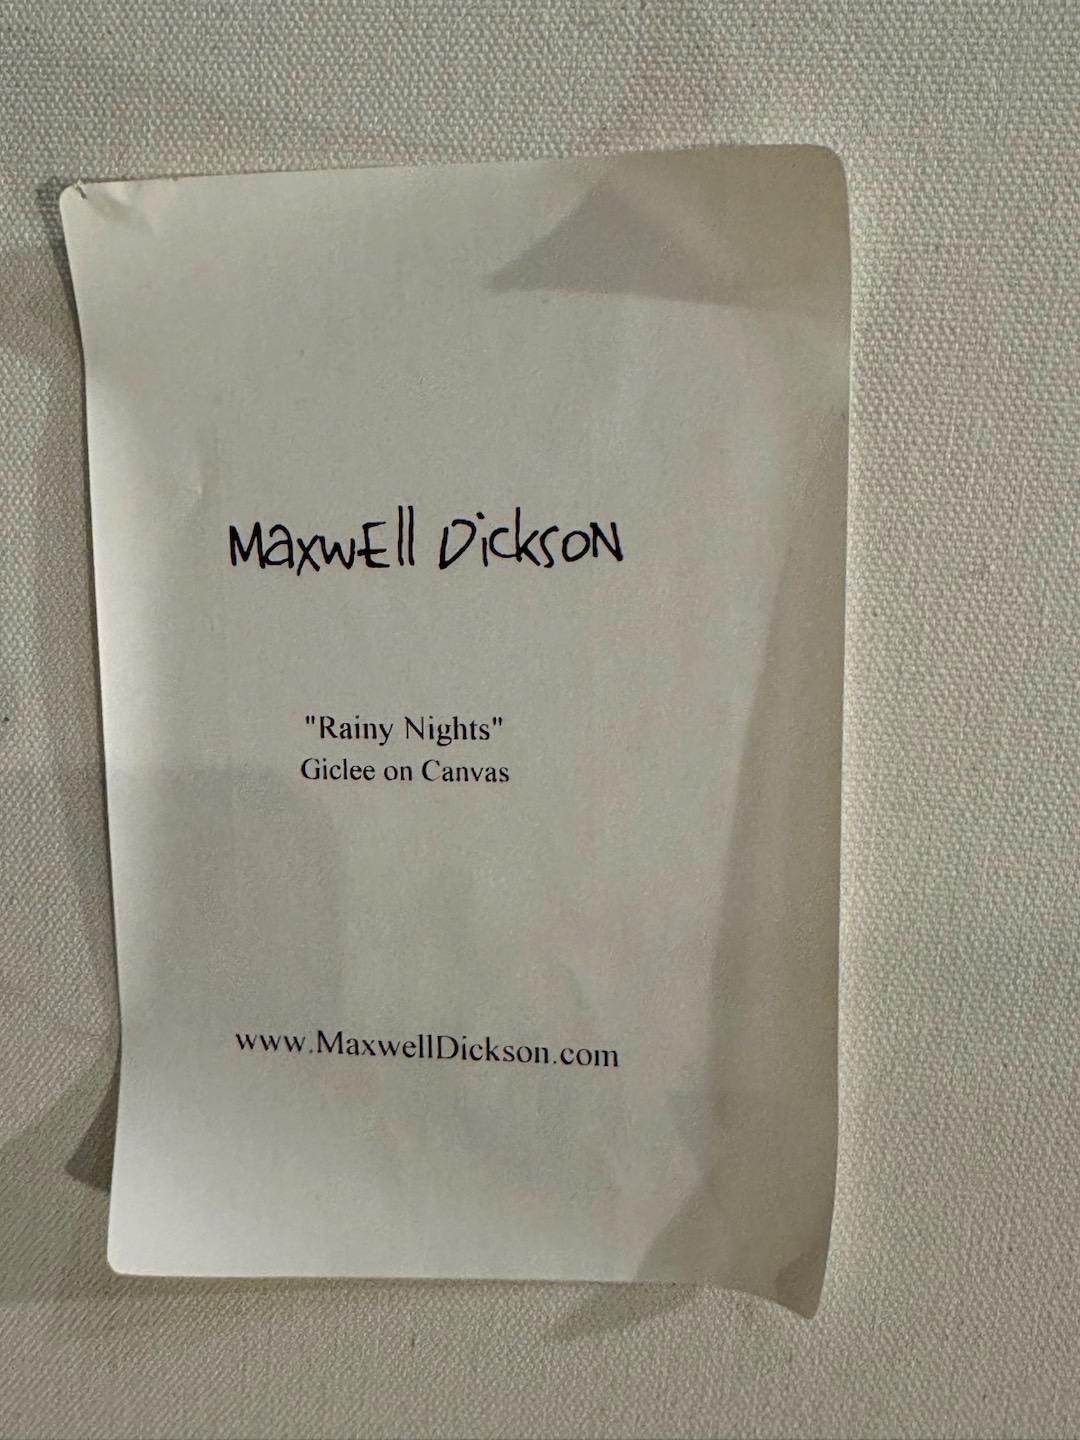 MaxwEll DicksoN
"Rainy Nights"
Giclee on Canvas
www.MaxwellDickson.com